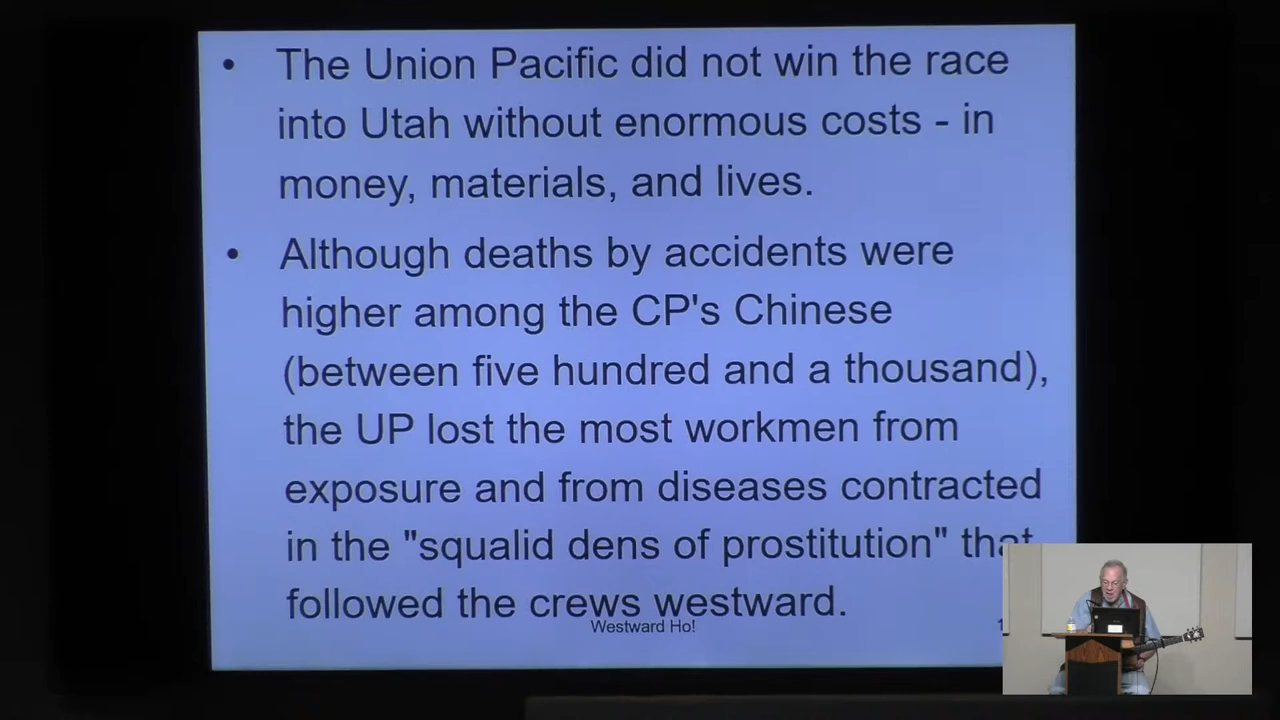 • The Union Pacific did not win the race
into Utah without enormous costs - in
money, materials, and lives.
• Although deaths by accidents were
higher among the CP's Chinese
(between five hundred and a thousand),
the UP lost the most workmen from
exposure and from diseases contracted
in the "squalid dens of prostitution" that
followed the crews westward.
Westward Ho!